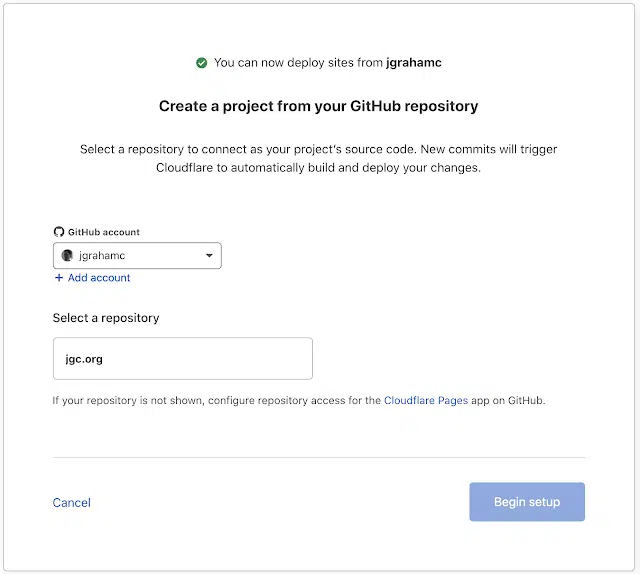 You can now deploy sites from jgrahamc
Create a project from your GitHub repository
Select a repository to connect as your project's source code. New commits will trigger
Cloudflare to automatically build and deploy your changes.
GitHub account
jgrahamc
+ Add account
Select a repository
jgc.org
If your repository is not shown, configure repository access for the Cloudflare Pages app on GitHub.
Cancel
Begin setup